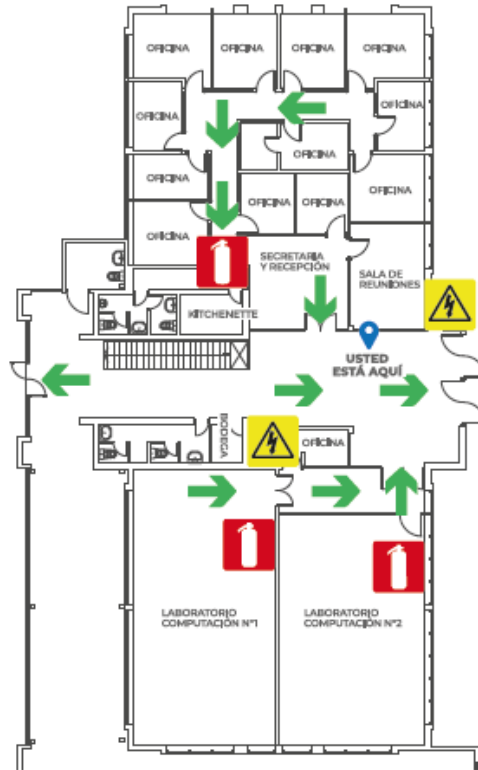 OFICINA
OFICINA
OFICINA
OFICINA
OFICINA
OFICINA
OFICINA
OFICINA
OFICINA
OFICINA
OFICINA
OFICINA
SECRETARIA
Y RECEPCIÓN
SALA DE
REUNIONES
KITCHENETTE
USTED
ESTÁ AQUÍ
BODEGA
OFICINA
LABORATORIO
COMPUTACIÓN N°1
LABORATORIO
COMPUTACIÓN N°2